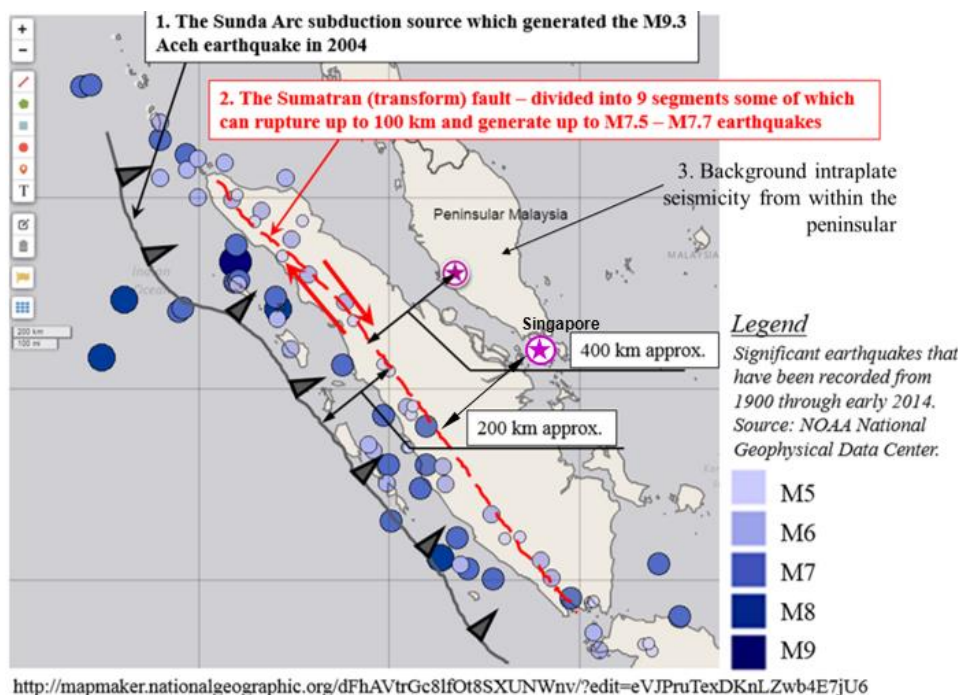 1. The Sunda Arc subduction source which generated the M9.3
Aceh earthquake in 2004
2. The Sumatran (transform) fault – divided into 9 segments some of which
can rupture up to 100 km and generate up to M7.5 – M7.7 earthquakes
3. Background intraplate
seismicity from within the
peninsular
+
−
T
Peninsular Malaysia
MALAYSIA
Indian
Ocean
200 km
100 mi
Singapore
400 km approx.
200 km approx.
Legend
Significant earthquakes that
have been recorded from
1900 through early 2014.
Source: NOAA National
Geophysical Data Center.
M5
M6
M7
M8
M9
http://mapmaker.nationalgeographic.org/dFhAVtrGc8lfOt8SXUNWnv/?edit=eVJPruTexDKnLZwb4E7jU6